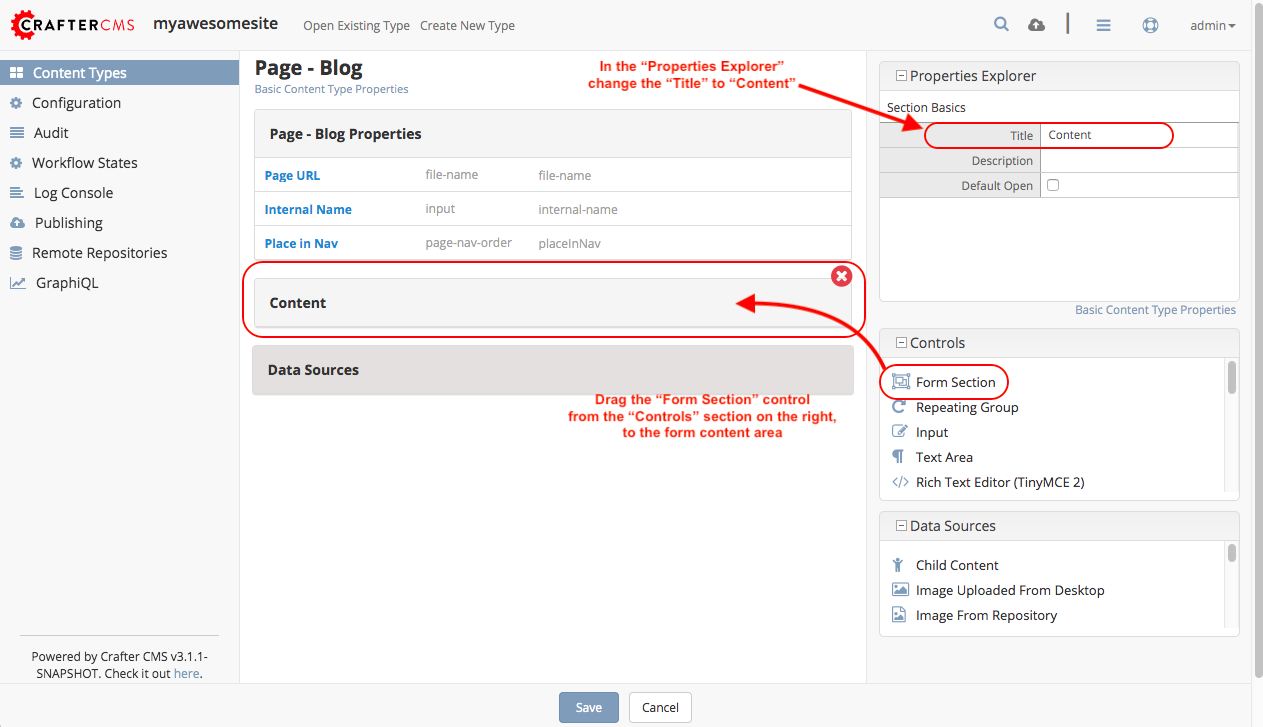 CRAFTERCMS
myawesomesite
Open Existing Type Create New Type
admin
Content Types
Configuration
Audit
Workflow States
Log Console
Publishing
Remote Repositories
GraphiQL
Powered by Crafter CMS v3.1.1-
SNAPSHOT. Check it out here.
Page - Blog
Basic Content Type Properties
Page - Blog Properties
Page URL file-name file-name
Internal Name input internal-name
Place in Nav page-nav-order placeInNav
Content
Data Sources
In the “Properties Explorer”
change the “Title” to “Content”
Drag the “Form Section” control
from the “Controls” section on the right,
to the form content area
Properties Explorer
Section Basics
Title Content
Description
Default Open
Basic Content Type Properties
Controls
Form Section
Repeating Group
Input
Text Area
Rich Text Editor (TinyMCE 2)
Data Sources
Child Content
Image Uploaded From Desktop
Image From Repository
Save Cancel